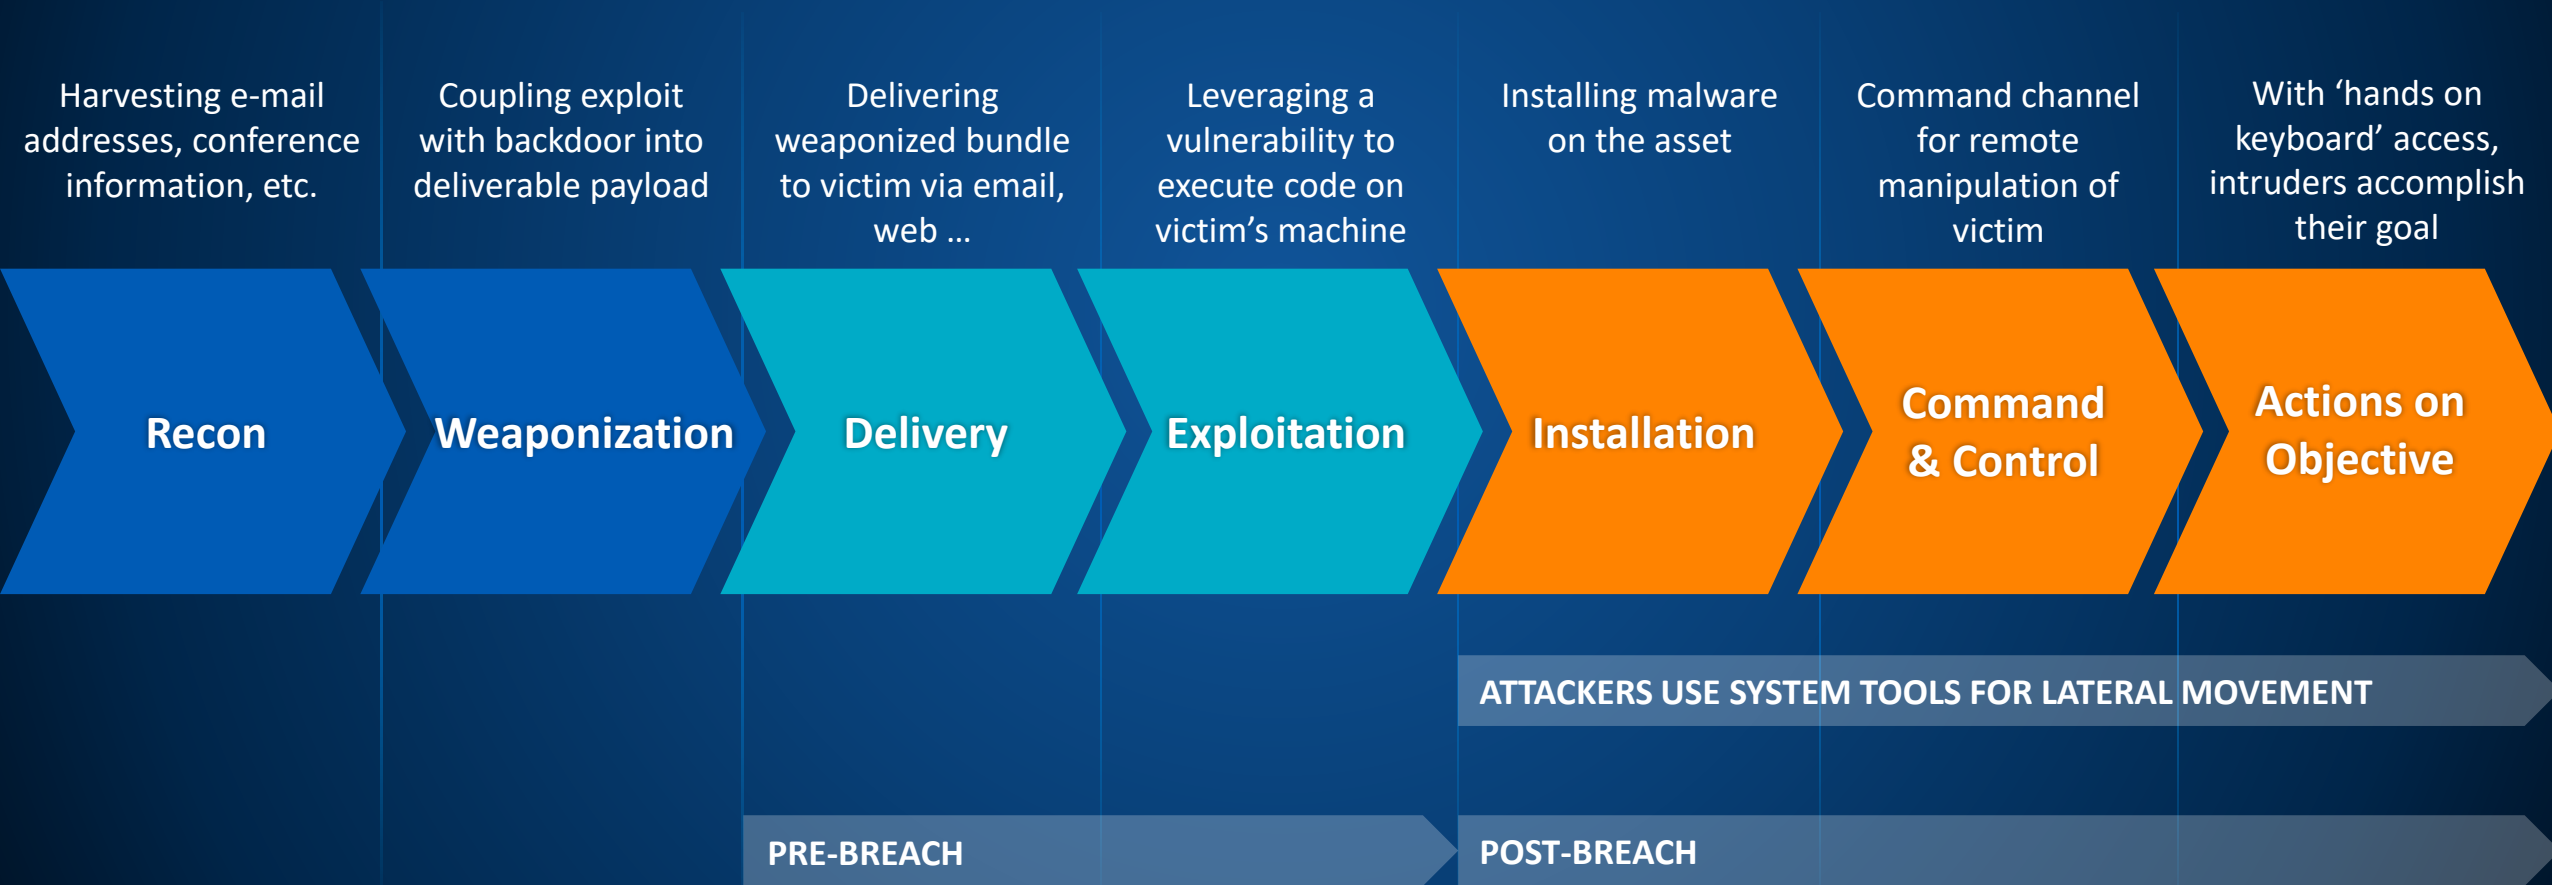 Harvesting e-mail
addresses, conference
information, etc.
Coupling exploit
with backdoor into
deliverable payload
Delivering
weaponized bundle
to victim via email,
web …
Leveraging a
vulnerability to
execute code on
victim’s machine
Installing malware
on the asset
Command channel
for remote
manipulation of
victim
With ‘hands on
keyboard’ access,
intruders accomplish
their goal
Recon
Weaponization
Delivery
Exploitation
Installation
Command
& Control
Actions on
Objective
ATTACKERS USE SYSTEM TOOLS FOR LATERAL MOVEMENT
PRE-BREACH
POST-BREACH